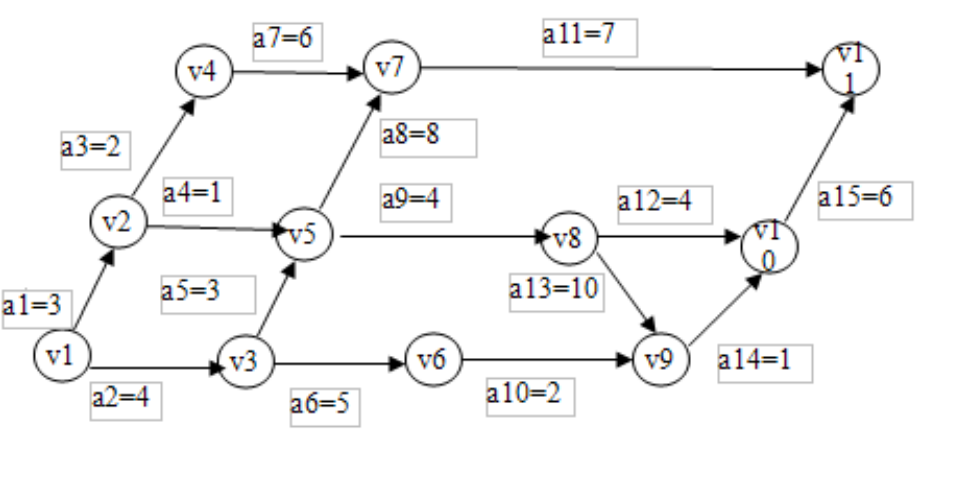 a7=6
a11=7
v4
v7
v1
1
a3=2
a8=8
a4=1
a9=4
a12=4
a15=6
v2
v5
v8
v1
0
a1=3
a5=3
a13=10
v1
v3
v6
v9
a14=1
a2=4
a6=5
a10=2